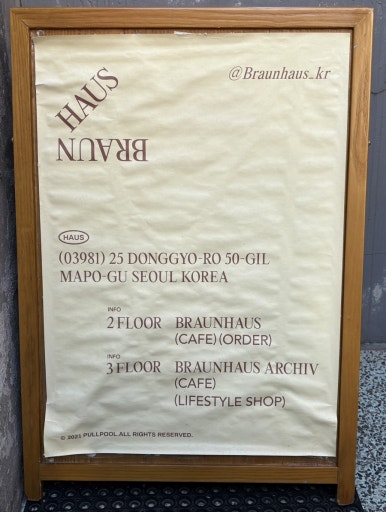 @Braunhaus_kr
HAUS
BRAUN
HAUS
(03981) 25 DONGGYO-RO 50-GIL
MAPO-GU SEOUL KOREA
INFO
2 FLOOR BRAUNHAUS
(CAFE) (ORDER)
INFO
3 FLOOR BRAUNHAUS ARCHIV
(CAFE)
(LIFESTYLE SHOP)
© 2021 PULLPOOL.ALL RIGHTS RESERVED.